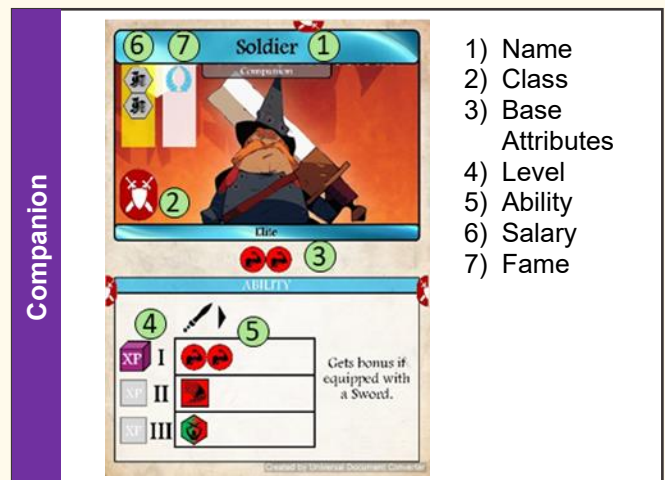 Companion
6
7
Soldier
1
Companion
2
Elite
3
ABILITY
4
5
XP I
XP II
XP III
Gets bonus if
equipped with
a Sword.
Created by Universal Document Converter
1) Name
2) Class
3) Base
Attributes
4) Level
5) Ability
6) Salary
7) Fame